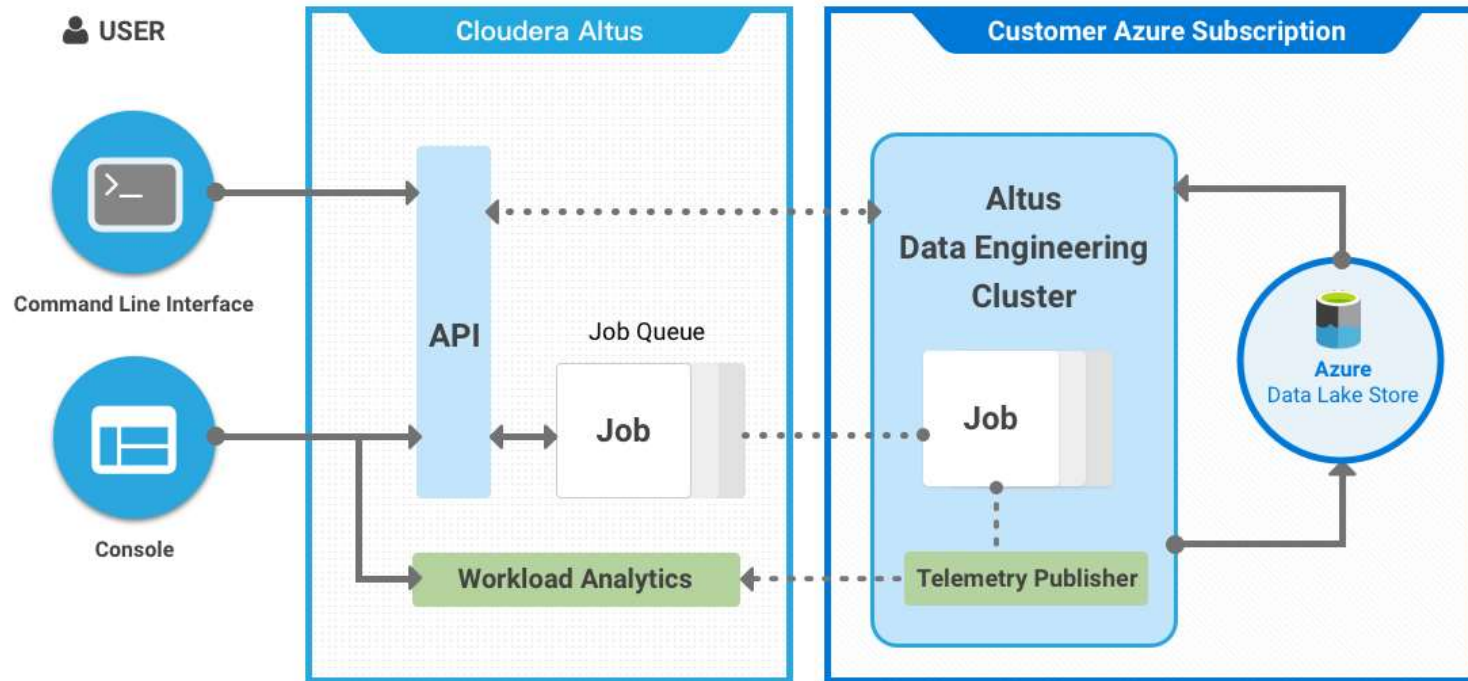 USER
Cloudera Altus
Customer Azure Subscription
>_
Command Line Interface
Console
API
Job Queue
Job
Workload Analytics
Altus
Data Engineering
Cluster
Job
Telemetry Publisher
Azure
Data Lake Store